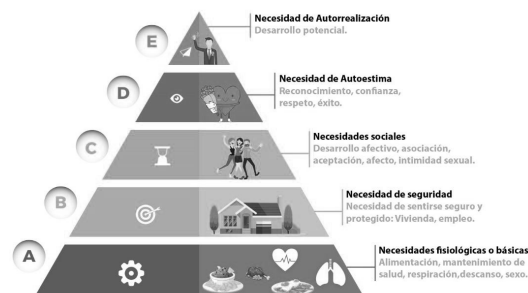 E
Necesidad de Autorrealización
Desarrollo potencial.
D
Necesidad de Autoestima
Reconocimiento, confianza,
respeto, éxito.
C
Necesidades sociales
Desarrollo afectivo, asociación,
aceptación, afecto, intimidad sexual.
B
Necesidad de seguridad
Necesidad de sentirse seguro y
protegido: Vivienda, empleo.
A
Necesidades fisiológicas o básicas
Alimentación, mantenimiento de
salud, respiración,descanso, sexo.